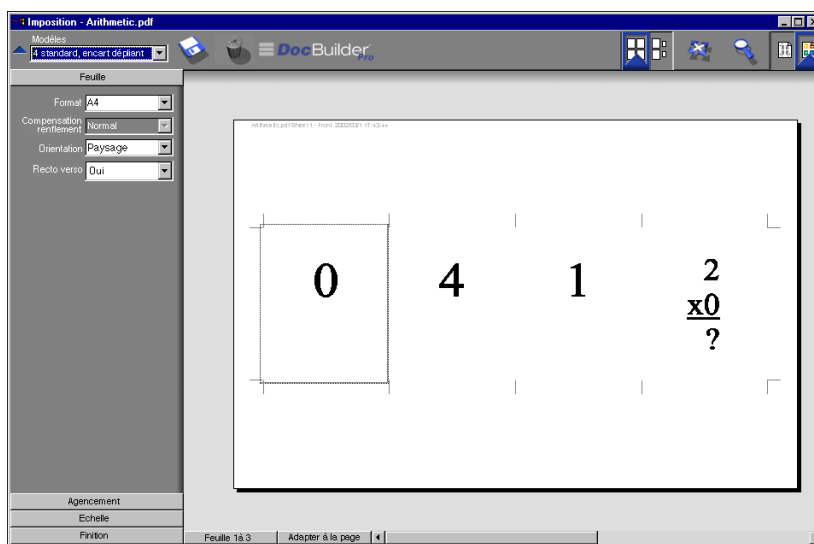 Imposition - Arithmetic.pdf
Modèles
4 standard, encart dépliant
DocBuilder Pro
Feuille
Format A4
Compensation renflement Normal
Orientation Paysage
Recto verso Oui
0
4
1
2
x0
?
Agencement
Echelle
Finition
Feuille 1à 3
Adapter à la page